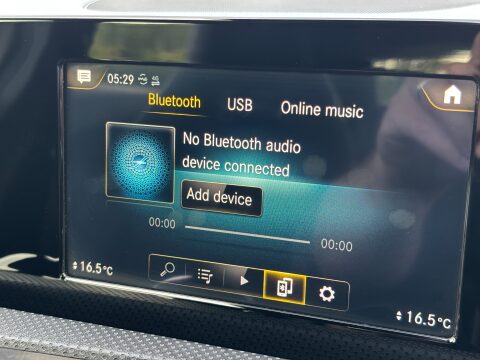 05:29
Bluetooth USB Online music
No Bluetooth audio
device connected
Add device
00:00 00:00
16.5°C 16.5°C